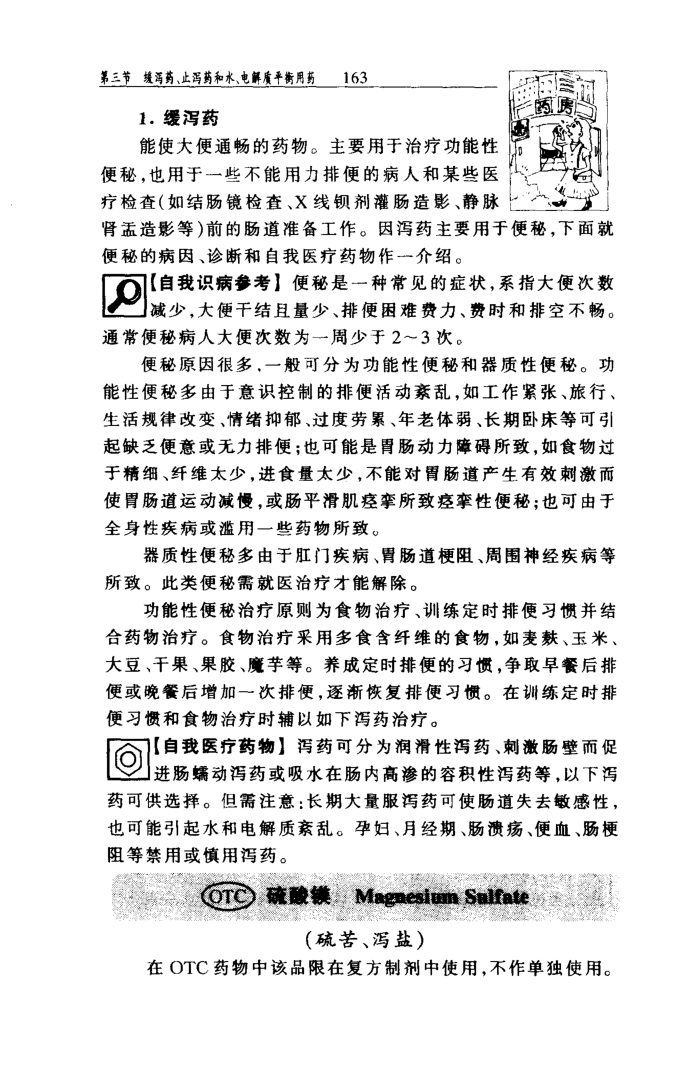 第三节 缓泻药、止泻药和水、电解质平衡用药 163
药房
1. 缓泻药
能使大便通畅的药物。主要用于治疗功能性
便秘,也用于一些不能用力排便的病人和某些医
疗检查(如结肠镜检查、X 线钡剂灌肠造影、静脉
肾盂造影等)前的肠道准备工作。因泻药主要用于便秘,下面就
便秘的病因、诊断和自我医疗药物作一介绍。
【自我识病参考】 便秘是一种常见的症状,系指大便次数
减少,大便干结且量少、排便困难费力、费时和排空不畅。
通常便秘病人大便次数为一周少于 2~3 次。
便秘原因很多,一般可分为功能性便秘和器质性便秘。功
能性便秘多由于意识控制的排便活动紊乱,如工作紧张、旅行、
生活规律改变、情绪抑郁、过度劳累、年老体弱、长期卧床等可引
起缺乏便意或无力排便;也可能是胃肠动力障碍所致,如食物过
于精细、纤维太少,进食量太少,不能对胃肠道产生有效刺激而
使胃肠道运动减慢,或肠平滑肌痉挛所致痉挛性便秘;也可由于
全身性疾病或滥用一些药物所致。
器质性便秘多由于肛门疾病、胃肠道梗阻、周围神经疾病等
所致。此类便秘需就医治疗才能解除。
功能性便秘治疗原则为食物治疗、训练定时排便习惯并结
合药物治疗。食物治疗采用多食含纤维的食物,如麦麸、玉米、
大豆、干果、果胶、魔芋等。养成定时排便的习惯,争取早餐后排
便或晚餐后增加一次排便,逐渐恢复排便习惯。在训练定时排
便习惯和食物治疗时辅以如下泻药治疗。
【自我医疗药物】 泻药可分为润滑性泻药、刺激肠壁而促
进肠蠕动泻药或吸水在肠内高渗的容积性泻药等,以下泻
药可供选择。但需注意:长期大量服泻药可使肠道失去敏感性,
也可能引起水和电解质紊乱。孕妇、月经期、肠溃疡、便血、肠梗
阻等禁用或慎用泻药。
OTC 硫酸镁 Magnesium Sulfate
(硫苦、泻盐)
在 OTC 药物中该品限在复方制剂中使用,不作单独使用。